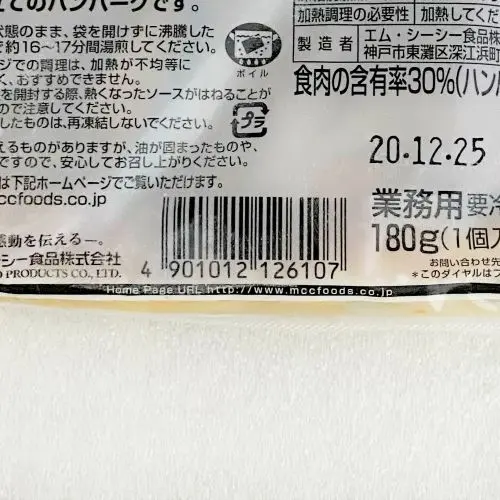 てのハンバーグです。
状態のまま、袋を開けずに沸騰した
で約16～17分間湯煎してください。
ジでの調理は、加熱が不均等に
、おすすめできません。
を開封する際、熱くなったソースがはねることが
ので注意してください。
したものは、再凍結しないでください。
えるものがありますが、油が固まったものや、
ですので、安心してお召し上がりください。
は下記ホームページでご覧いただけます。
mccfoods.co.jp
ボイル
プラ
加熱調理の必要性 加熱してくだ
製造者 エム・シーシー食品株
神戸市東灘区深江浜町
食肉の含有率30%(ハン
20.12.25
業務用 要冷
180g(1個入
お問い合わせ先
*このダイヤルはフ
感動を伝える―。
シーシー食品株式会社
D PRODUCTS CO., LTD.
4 901012 126107
Home Page URL http://www.mccfoods.co.jp